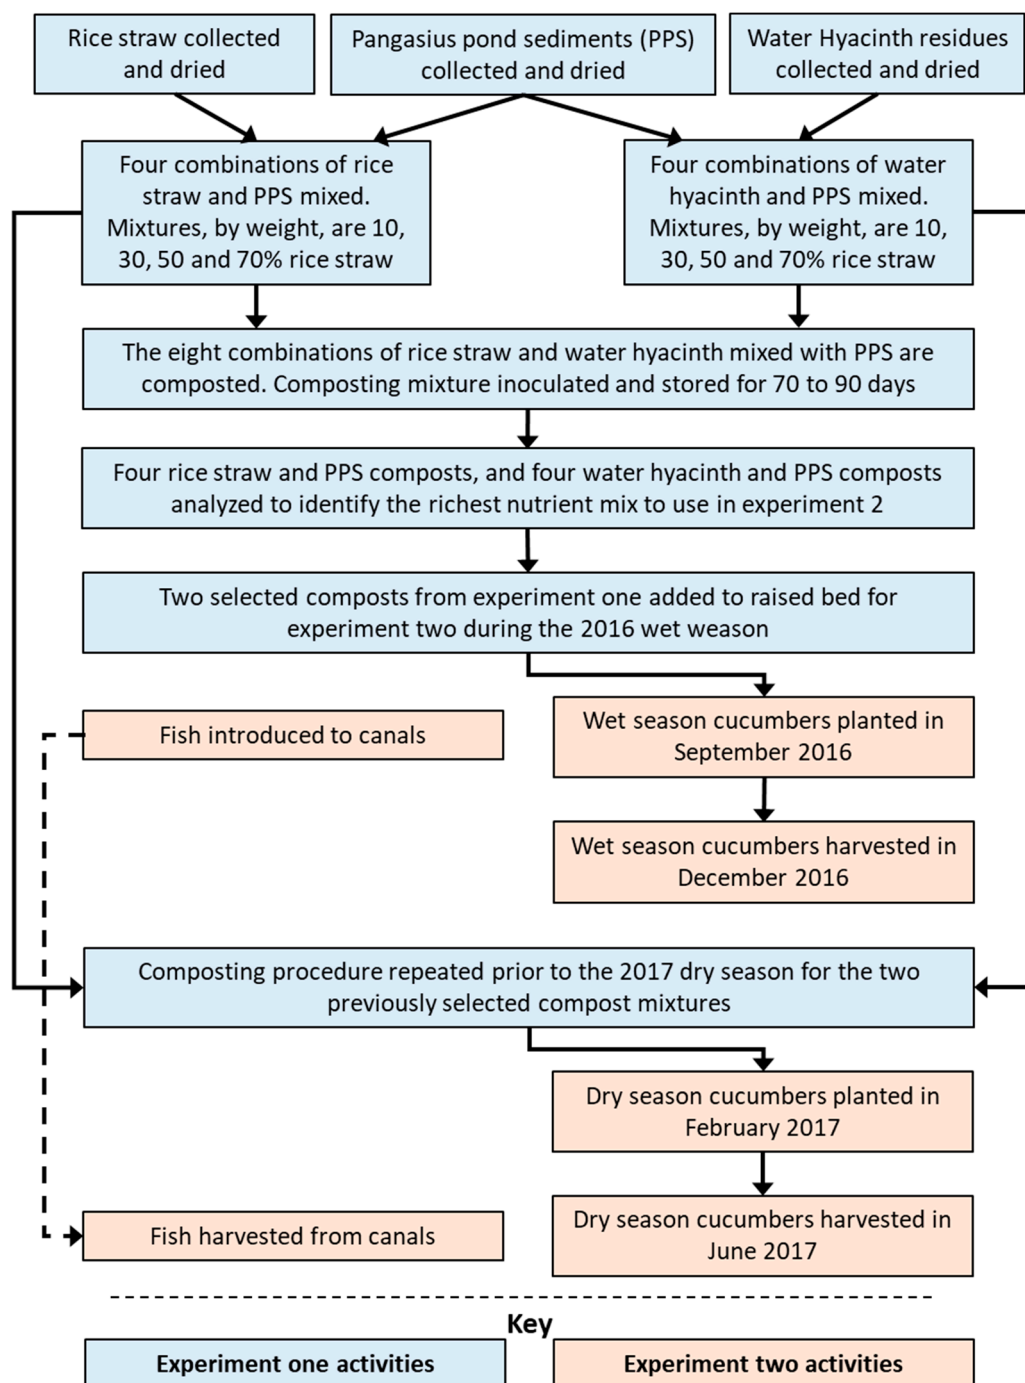 Rice straw collected
and dried
Pangasius pond sediments (PPS)
collected and dried
Water Hyacinth residues
collected and dried
Four combinations of rice
straw and PPS mixed.
Mixtures, by weight, are 10,
30, 50 and 70% rice straw
Four combinations of water
hyacinth and PPS mixed.
Mixtures, by weight, are 10,
30, 50 and 70% rice straw
The eight combinations of rice straw and water hyacinth mixed with PPS are
composted. Composting mixture inoculated and stored for 70 to 90 days
Four rice straw and PPS composts, and four water hyacinth and PPS composts
analyzed to identify the richest nutrient mix to use in experiment 2
Two selected composts from experiment one added to raised bed for
experiment two during the 2016 wet weason
Fish introduced to canals
Wet season cucumbers planted in
September 2016
Wet season cucumbers harvested in
December 2016
Composting procedure repeated prior to the 2017 dry season for the two
previously selected compost mixtures
Dry season cucumbers planted in
February 2017
Fish harvested from canals
Dry season cucumbers harvested in
June 2017
Key
Experiment one activities
Experiment two activities